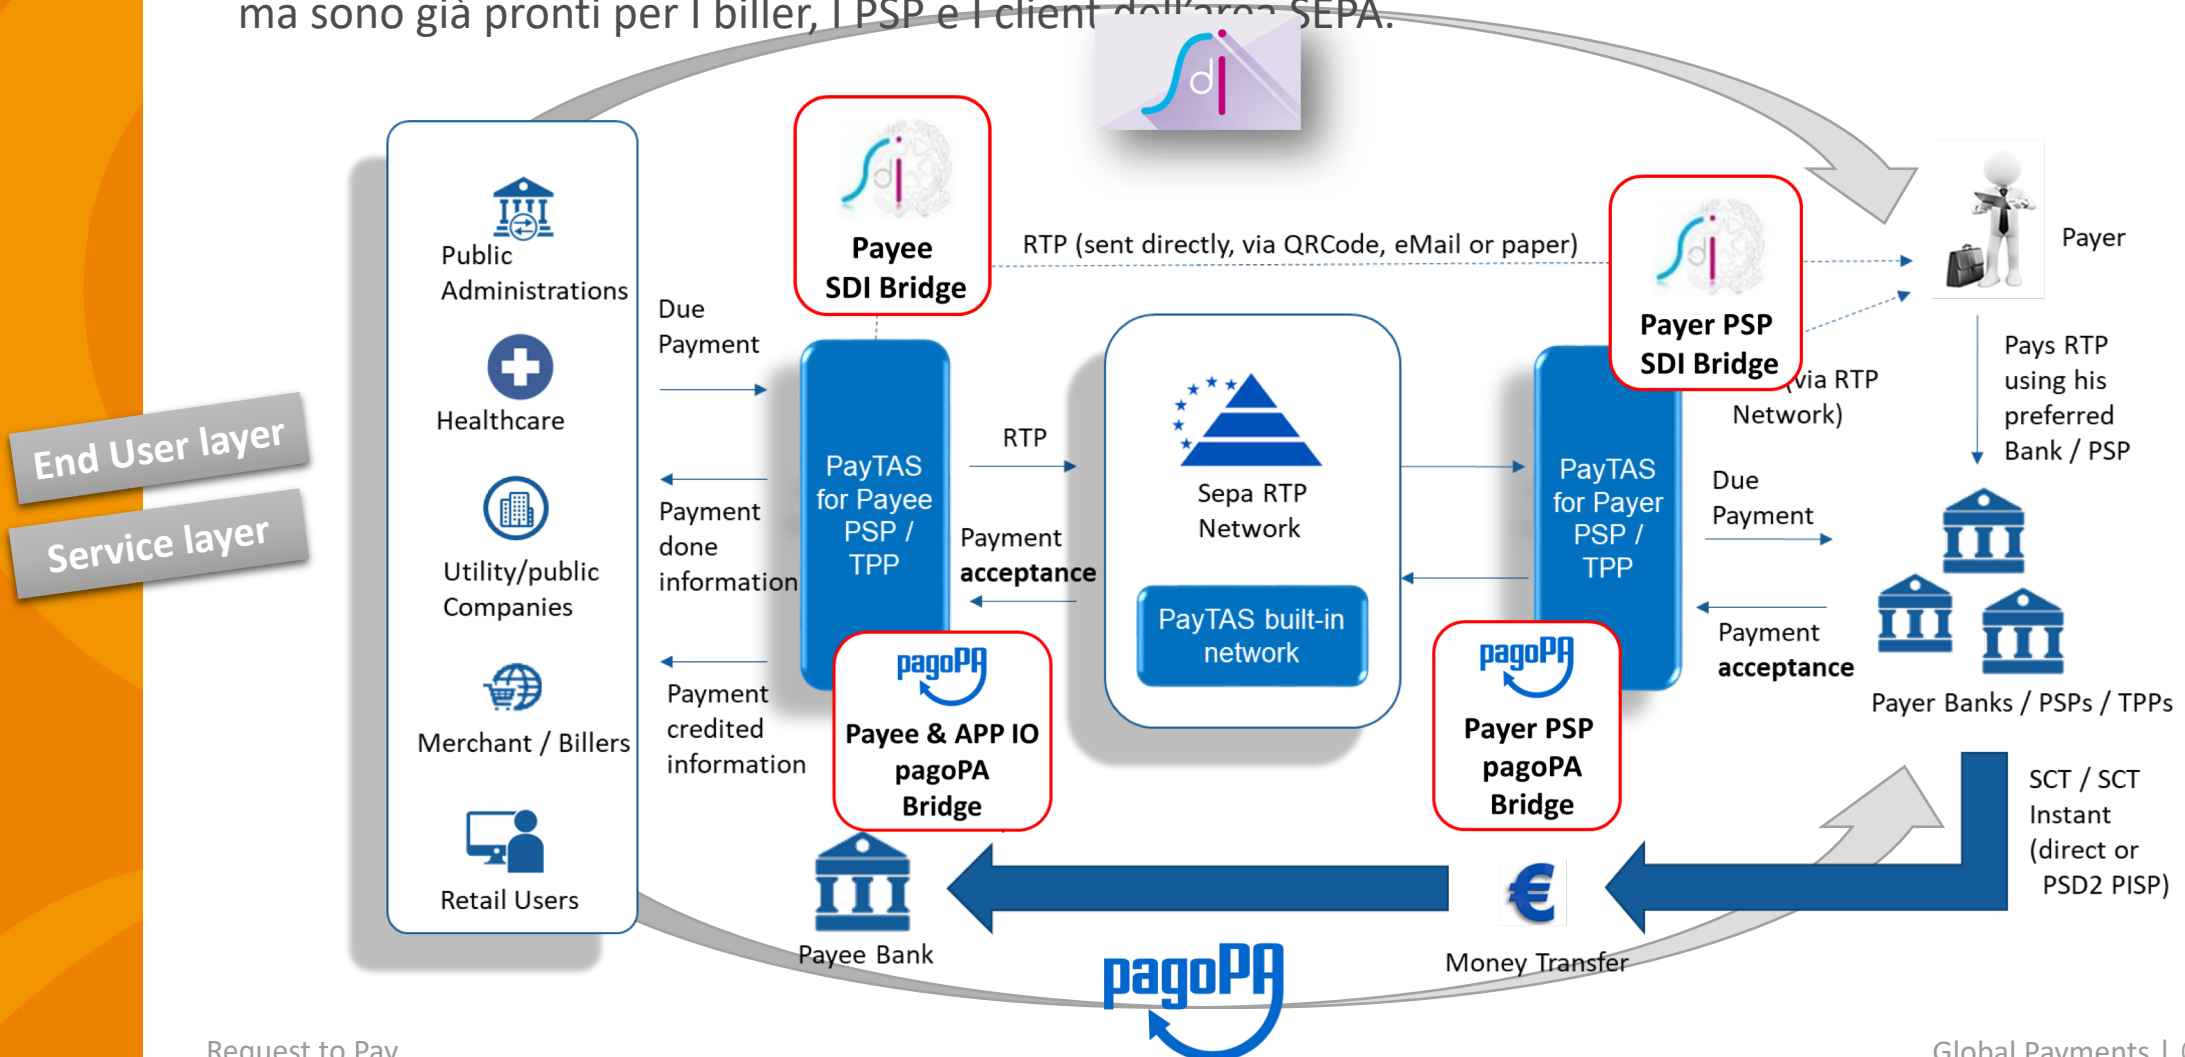 ma sono già pronti per I biller, I PSP e I client dell'area SEPA.
Sdi
Sdi
Payee
SDI Bridge
RTP (sent directly, via QRCode, eMail or paper)
Sdi
Payer PSP
SDI Bridge
Payer
Public
Administrations
Healthcare
Utility/public
Companies
Merchant / Billers
Retail Users
End User layer
Service layer
Due
Payment
Payment
done
information
Payment
credited
information
PayTAS
for Payee
PSP /
TPP
RTP
Payment
acceptance
Sepa RTP
Network
PayTAS built-in
network
PayTAS
for Payer
PSP /
TPP
(via RTP
Network)
Due
Payment
Payment
acceptance
Pays RTP
using his
preferred
Bank / PSP
Payer Banks / PSPs / TPPs
pagoPA
Payee & APP IO
pagoPA
Bridge
pagoPA
Payer PSP
pagoPA
Bridge
SCT / SCT
Instant
(direct or
PSD2 PISP)
Payee Bank
€
Money Transfer
pagoPA
Request to Pay
Global Payments |